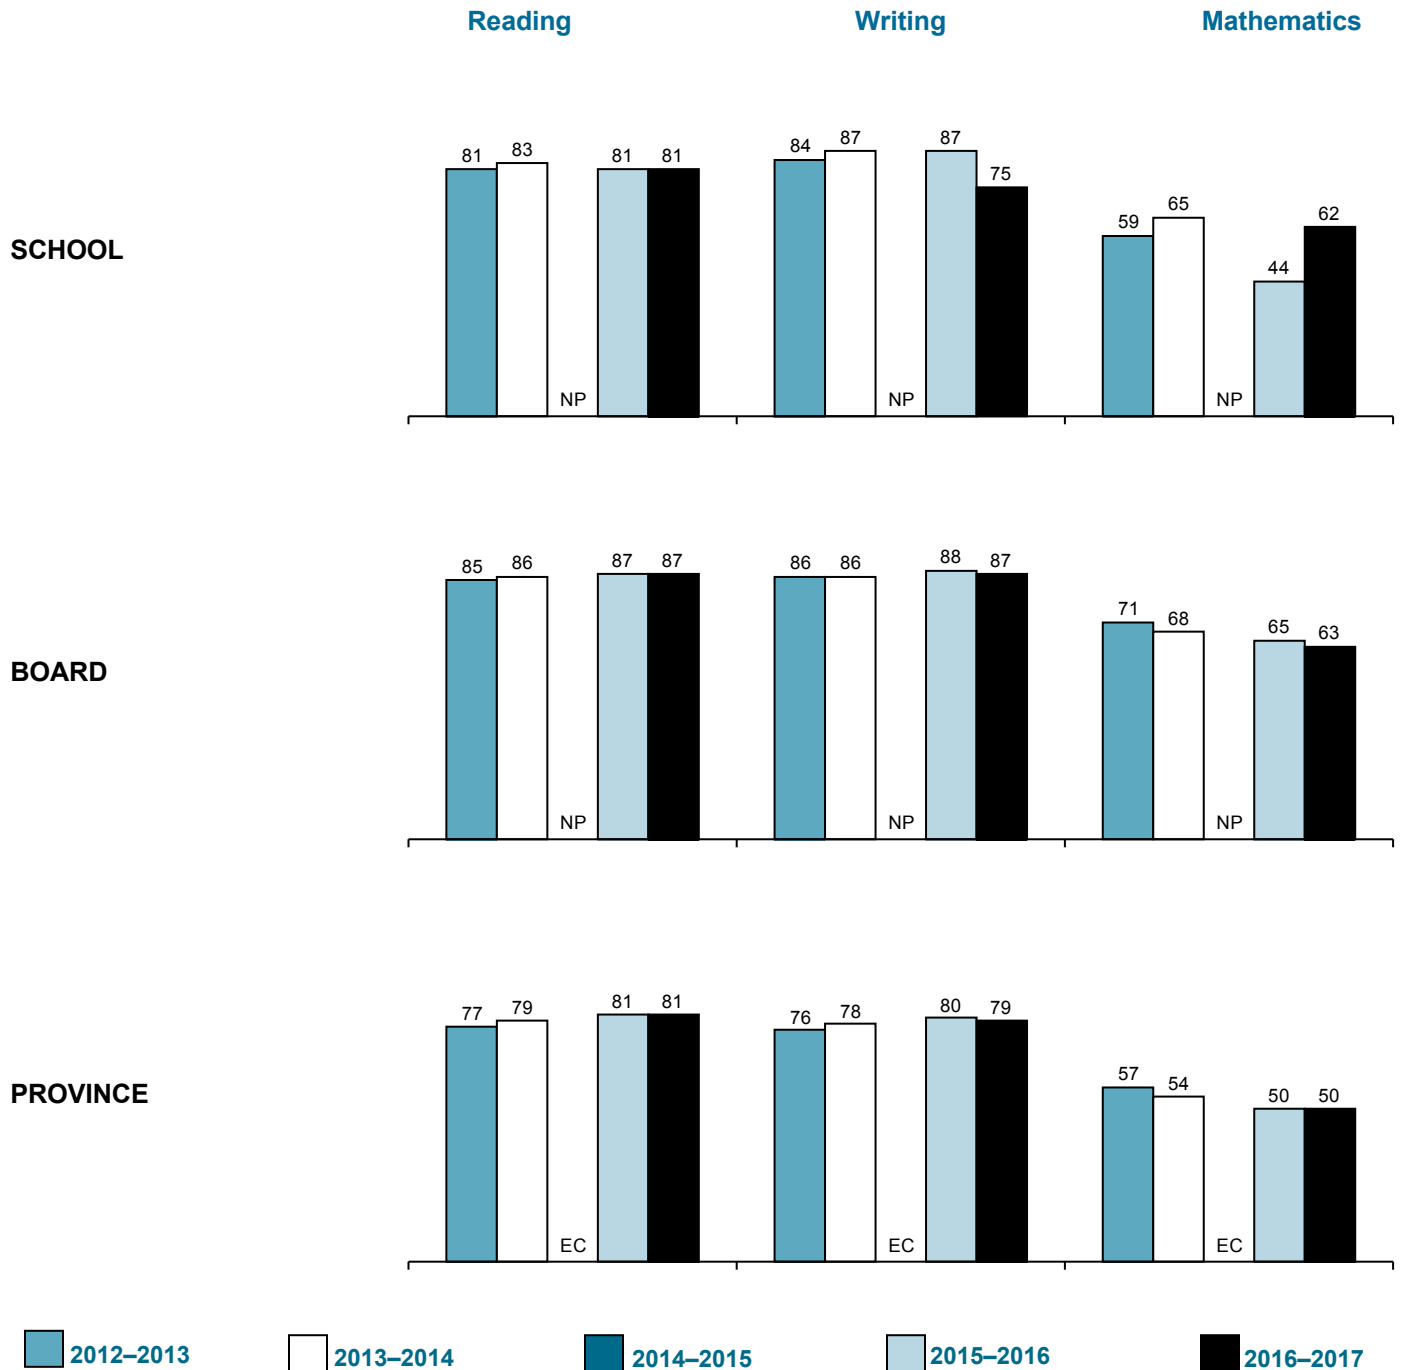 Reading Writing Mathematics
SCHOOL
81 83 NP 81 81 84 87 NP 87 75 59 65 NP 44 62
BOARD
85 86 NP 87 87 86 86 NP 88 87 71 68 NP 65 63
PROVINCE
77 79 EC 81 81 76 78 EC 80 79 57 54 EC 50 50
2012–2013 2013–2014 2014–2015 2015–2016 2016–2017